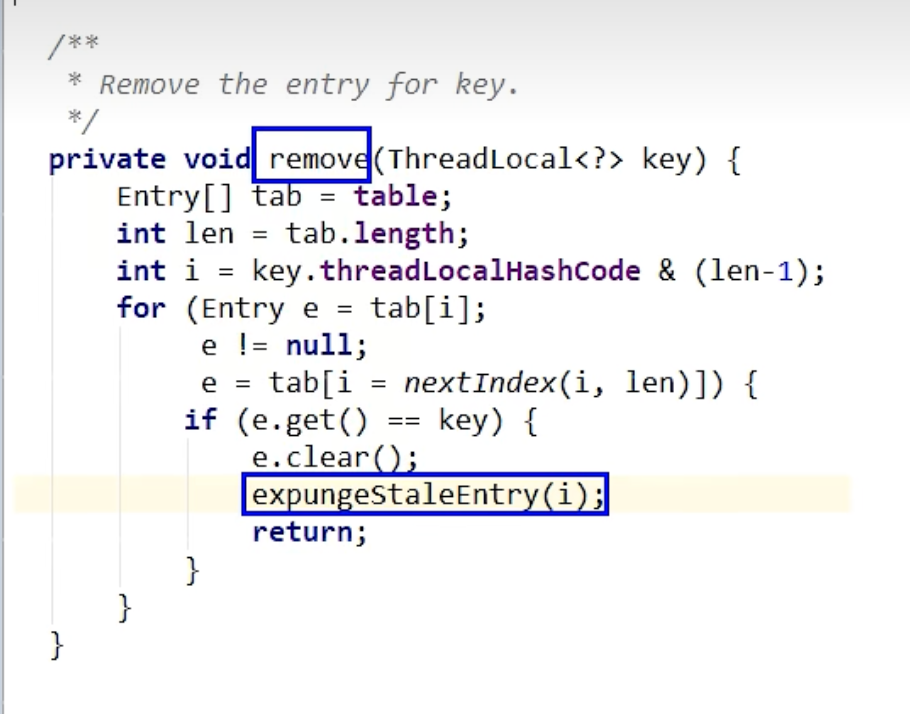 /**
 * Remove the entry for key.
 */
private void remove(ThreadLocal<?> key) {
    Entry[] tab = table;
    int len = tab.length;
    int i = key.threadLocalHashCode & (len-1);
    for (Entry e = tab[i];
         e != null;
         e = tab[i = nextIndex(i, len)]) {
        if (e.get() == key) {
            e.clear();
            expungeStaleEntry(i);
            return;
        }
    }
}